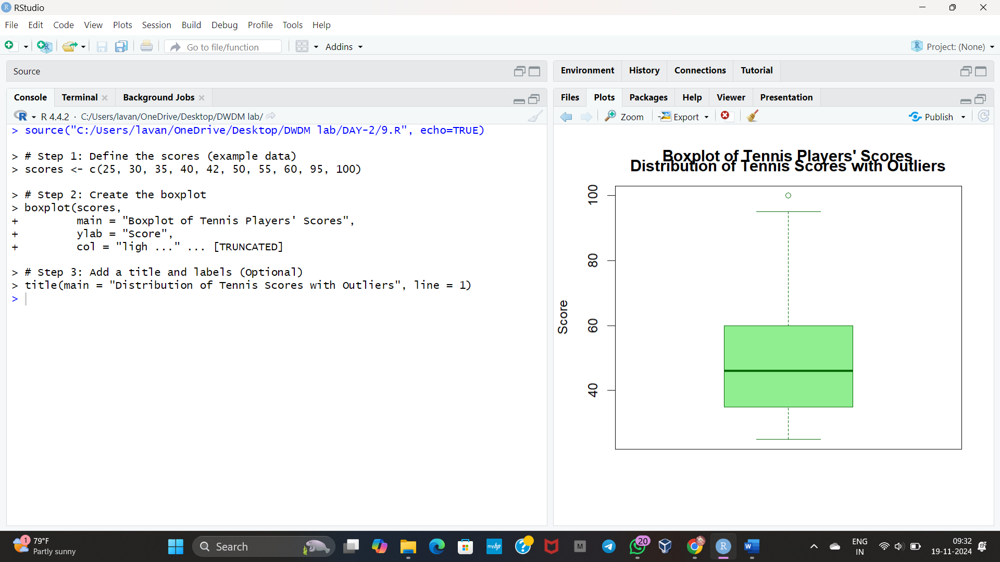 RStudio
File Edit Code View Plots Session Build Debug Profile Tools Help
Go to file/function Addins Project: (None)
Source
Environment History Connections Tutorial
Console Terminal Background Jobs
Files Plots Packages Help Viewer Presentation
R 4.4.2 · C:/Users/lavan/OneDrive/Desktop/DWDM lab/
Zoom Export Publish
> source("C:/Users/lavan/OneDrive/Desktop/DWDM lab/DAY-2/9.R", echo=TRUE)
> # Step 1: Define the scores (example data)
> scores <- c(25, 30, 35, 40, 42, 50, 55, 60, 95, 100)
> # Step 2: Create the boxplot
> boxplot(scores,
+         main = "Boxplot of Tennis Players' Scores",
+         ylab = "Score",
+         col = "ligh ..." ... [TRUNCATED]
> # Step 3: Add a title and labels (Optional)
> title(main = "Distribution of Tennis Scores with Outliers", line = 1)
>
Boxplot of Tennis Players' Scores
Distribution of Tennis Scores with Outliers
100
80
60
40
Score
1
79°F
Partly sunny
Search
myhp
M
20
R
W
ENG
IN
09:32
19-11-2024